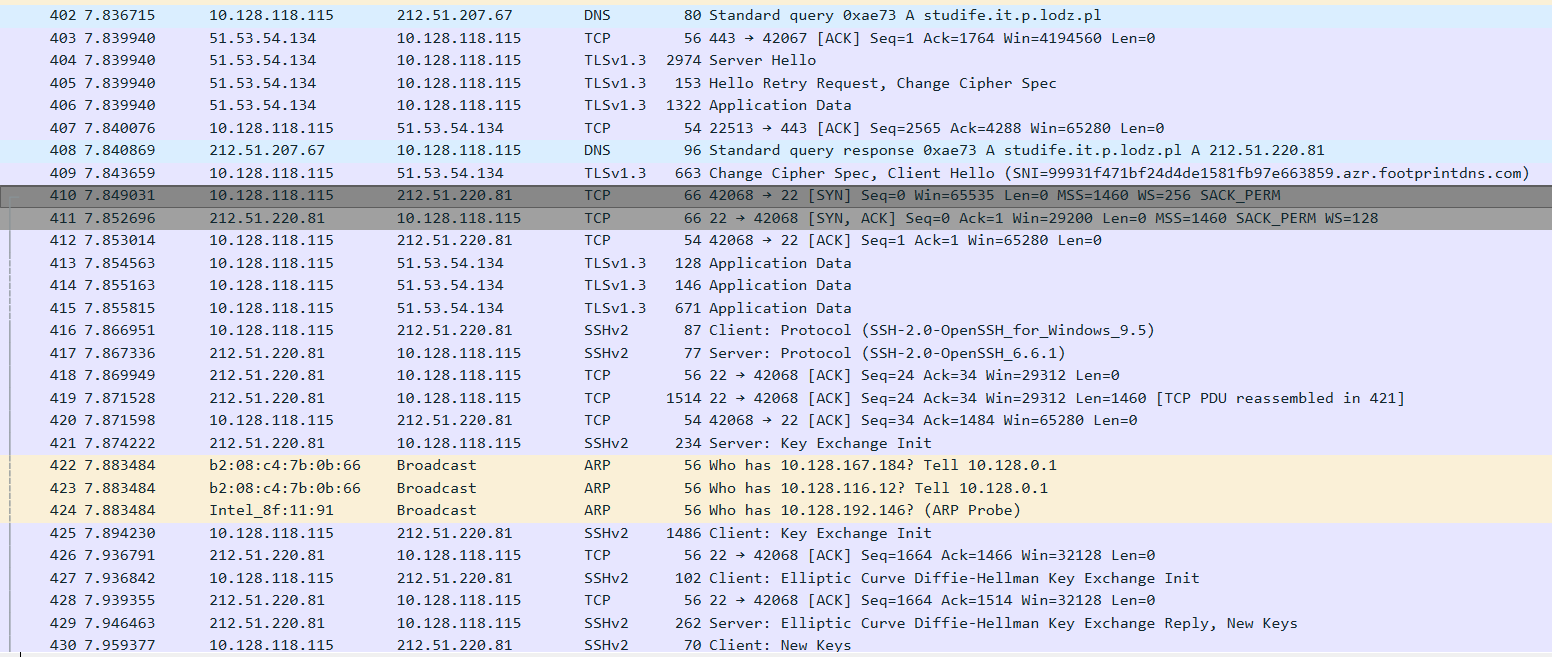 402 7.836715 10.128.118.115 212.51.207.67 DNS 80 Standard query 0xae73 A studife.it.p.lodz.pl
403 7.839940 51.53.54.134 10.128.118.115 TCP 56 443 → 42067 [ACK] Seq=1 Ack=1764 Win=4194560 Len=0
404 7.839940 51.53.54.134 10.128.118.115 TLSv1.3 2974 Server Hello
405 7.839940 51.53.54.134 10.128.118.115 TLSv1.3 153 Hello Retry Request, Change Cipher Spec
406 7.839940 51.53.54.134 10.128.118.115 TLSv1.3 1322 Application Data
407 7.840076 10.128.118.115 51.53.54.134 TCP 54 22513 → 443 [ACK] Seq=2565 Ack=4288 Win=65280 Len=0
408 7.840869 212.51.207.67 10.128.118.115 DNS 96 Standard query response 0xae73 A studife.it.p.lodz.pl A 212.51.220.81
409 7.843659 10.128.118.115 51.53.54.134 TLSv1.3 663 Change Cipher Spec, Client Hello (SNI=99931f471bf24d4de1581fb97e663859.azr.footprintdns.com)
410 7.849031 10.128.118.115 212.51.220.81 TCP 66 42068 → 22 [SYN] Seq=0 Win=65535 Len=0 MSS=1460 WS=256 SACK_PERM
411 7.852696 212.51.220.81 10.128.118.115 TCP 66 22 → 42068 [SYN, ACK] Seq=0 Ack=1 Win=29200 Len=0 MSS=1460 SACK_PERM WS=128
412 7.853014 10.128.118.115 212.51.220.81 TCP 54 42068 → 22 [ACK] Seq=1 Ack=1 Win=65280 Len=0
413 7.854563 10.128.118.115 51.53.54.134 TLSv1.3 128 Application Data
414 7.855163 10.128.118.115 51.53.54.134 TLSv1.3 146 Application Data
415 7.855815 10.128.118.115 51.53.54.134 TLSv1.3 671 Application Data
416 7.866951 10.128.118.115 212.51.220.81 SSHv2 87 Client: Protocol (SSH-2.0-OpenSSH_for_Windows_9.5)
417 7.867336 212.51.220.81 10.128.118.115 SSHv2 77 Server: Protocol (SSH-2.0-OpenSSH_6.6.1)
418 7.869949 212.51.220.81 10.128.118.115 TCP 56 22 → 42068 [ACK] Seq=24 Ack=34 Win=29312 Len=0
419 7.871528 212.51.220.81 10.128.118.115 TCP 1514 22 → 42068 [ACK] Seq=24 Ack=34 Win=29312 Len=1460 [TCP PDU reassembled in 421]
420 7.871598 10.128.118.115 212.51.220.81 TCP 54 42068 → 22 [ACK] Seq=34 Ack=1484 Win=65280 Len=0
421 7.874222 212.51.220.81 10.128.118.115 SSHv2 234 Server: Key Exchange Init
422 7.883484 b2:08:c4:7b:0b:66 Broadcast ARP 56 Who has 10.128.167.184? Tell 10.128.0.1
423 7.883484 b2:08:c4:7b:0b:66 Broadcast ARP 56 Who has 10.128.116.12? Tell 10.128.0.1
424 7.883484 Intel_8f:11:91 Broadcast ARP 56 Who has 10.128.192.146? (ARP Probe)
425 7.894230 10.128.118.115 212.51.220.81 SSHv2 1486 Client: Key Exchange Init
426 7.936791 212.51.220.81 10.128.118.115 TCP 56 22 → 42068 [ACK] Seq=1664 Ack=1466 Win=32128 Len=0
427 7.936842 10.128.118.115 212.51.220.81 SSHv2 102 Client: Elliptic Curve Diffie-Hellman Key Exchange Init
428 7.939355 212.51.220.81 10.128.118.115 TCP 56 22 → 42068 [ACK] Seq=1664 Ack=1514 Win=32128 Len=0
429 7.946463 212.51.220.81 10.128.118.115 SSHv2 262 Server: Elliptic Curve Diffie-Hellman Key Exchange Reply, New Keys
430 7.959377 10.128.118.115 212.51.220.81 SSHv2 70 Client: New Keys